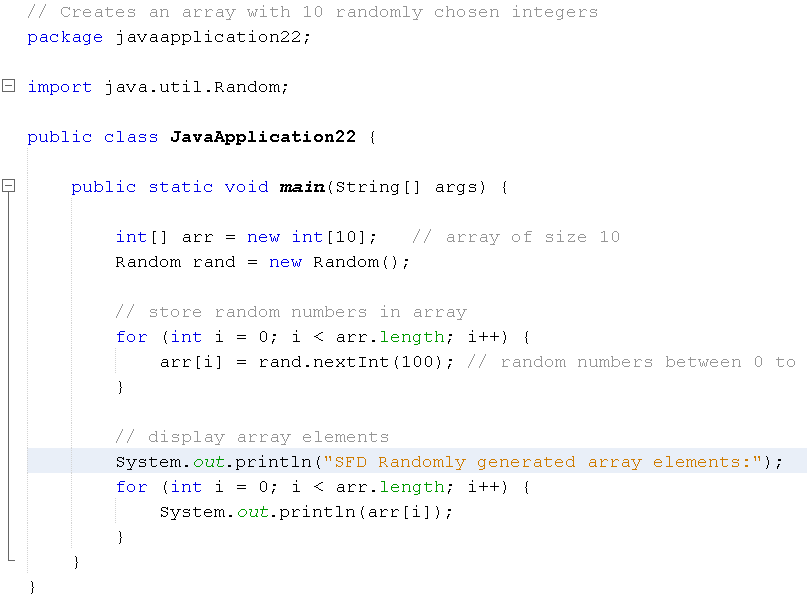 // Creates an array with 10 randomly chosen integers
package javaapplication22;
import java.util.Random;
public class JavaApplication22 {
public static void main(String[] args) {
int[] arr = new int[10];   // array of size 10
Random rand = new Random();
// store random numbers in array
for (int i = 0; i < arr.length; i++) {
arr[i] = rand.nextInt(100); // random numbers between 0 to
}
// display array elements
System.out.println("SFD Randomly generated array elements:");
for (int i = 0; i < arr.length; i++) {
System.out.println(arr[i]);
}
}
}